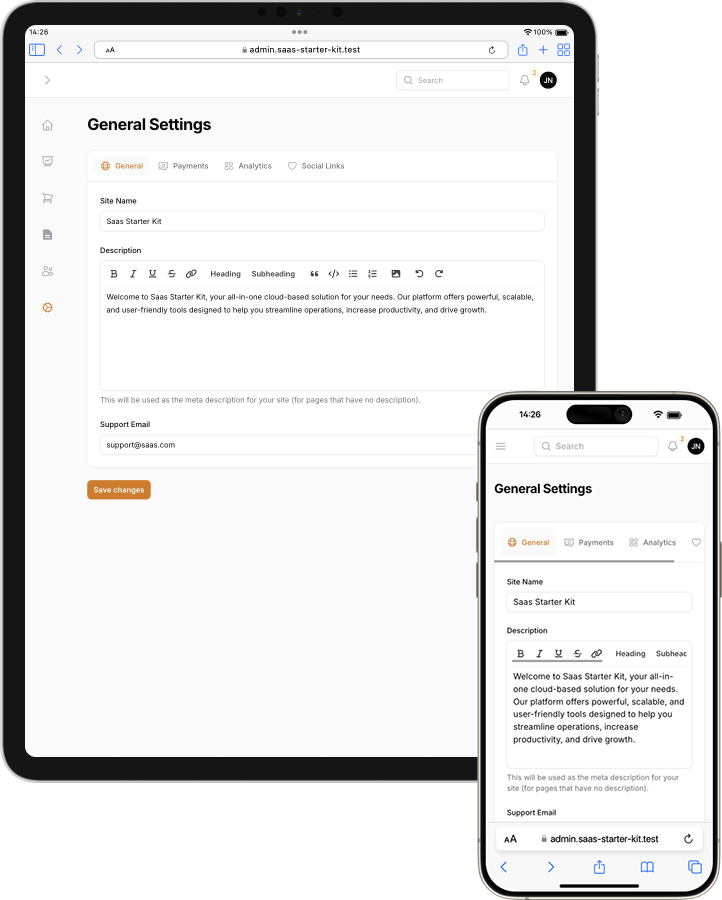 14:26
100%
AA
admin.saas-starter-kit.test
Search
2
JN
General Settings
General
Payments
Analytics
Social Links
Site Name
Saas Starter Kit
Description
B I U S Heading Subheading
Welcome to Saas Starter Kit, your all-in-one cloud-based solution for your needs. Our platform offers powerful, scalable,
and user-friendly tools designed to help you streamline operations, increase productivity, and drive growth.
This will be used as the meta description for your site (for pages that have no description).
Support Email
support@saas.com
Save changes
14:26
Search
2
JN
General Settings
General
Payments
Analytics
Site Name
Saas Starter Kit
Description
B I U S Heading Subheac
Welcome to Saas Starter Kit, your all-in-
one cloud-based solution for your needs.
Our platform offers powerful, scalable, and
user-friendly tools designed to help you
streamline operations, increase
productivity, and drive growth.
This will be used as the meta description for your
site (for pages that have no description).
Support Email
AA
admin.saas-starter-kit.test